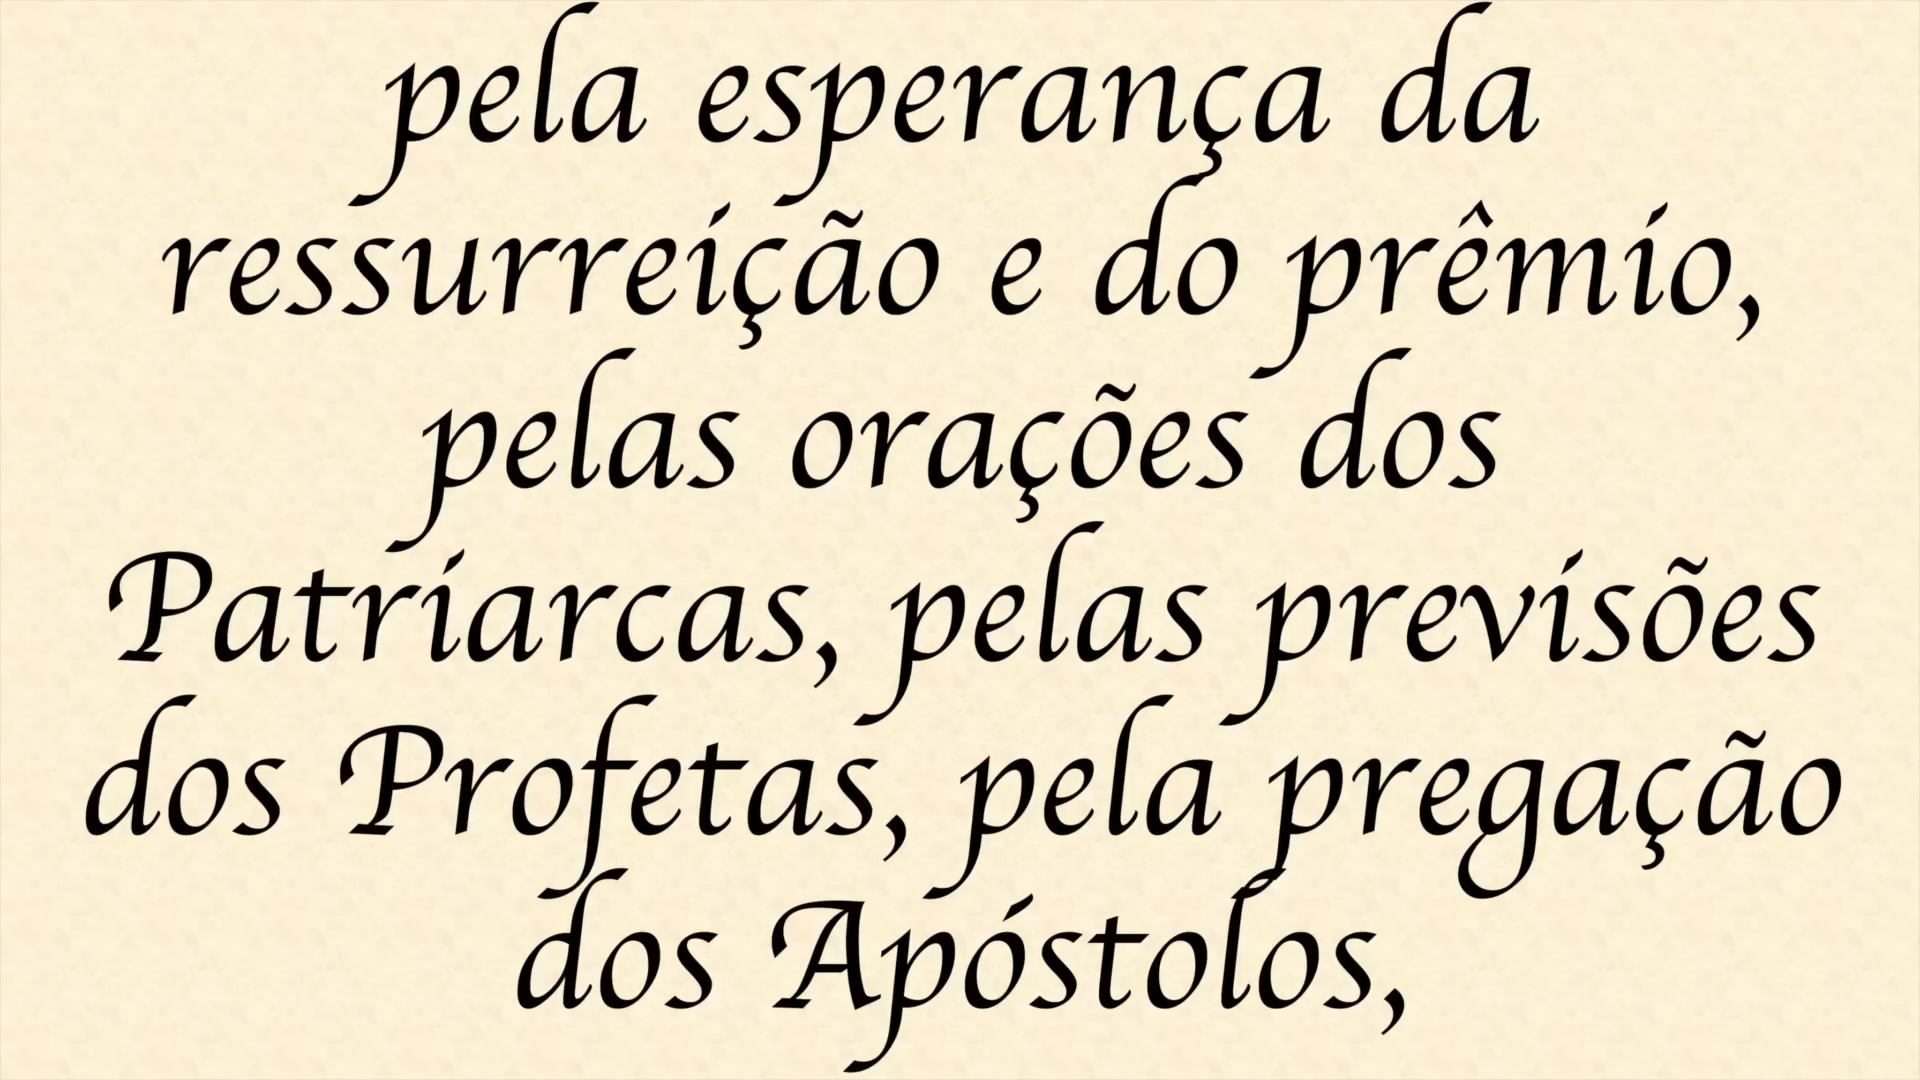 pela esperança da
ressurreição e do prêmio,
pelas orações dos
Patriarcas, pelas previsões
dos Profetas, pela pregação
dos Apóstolos,